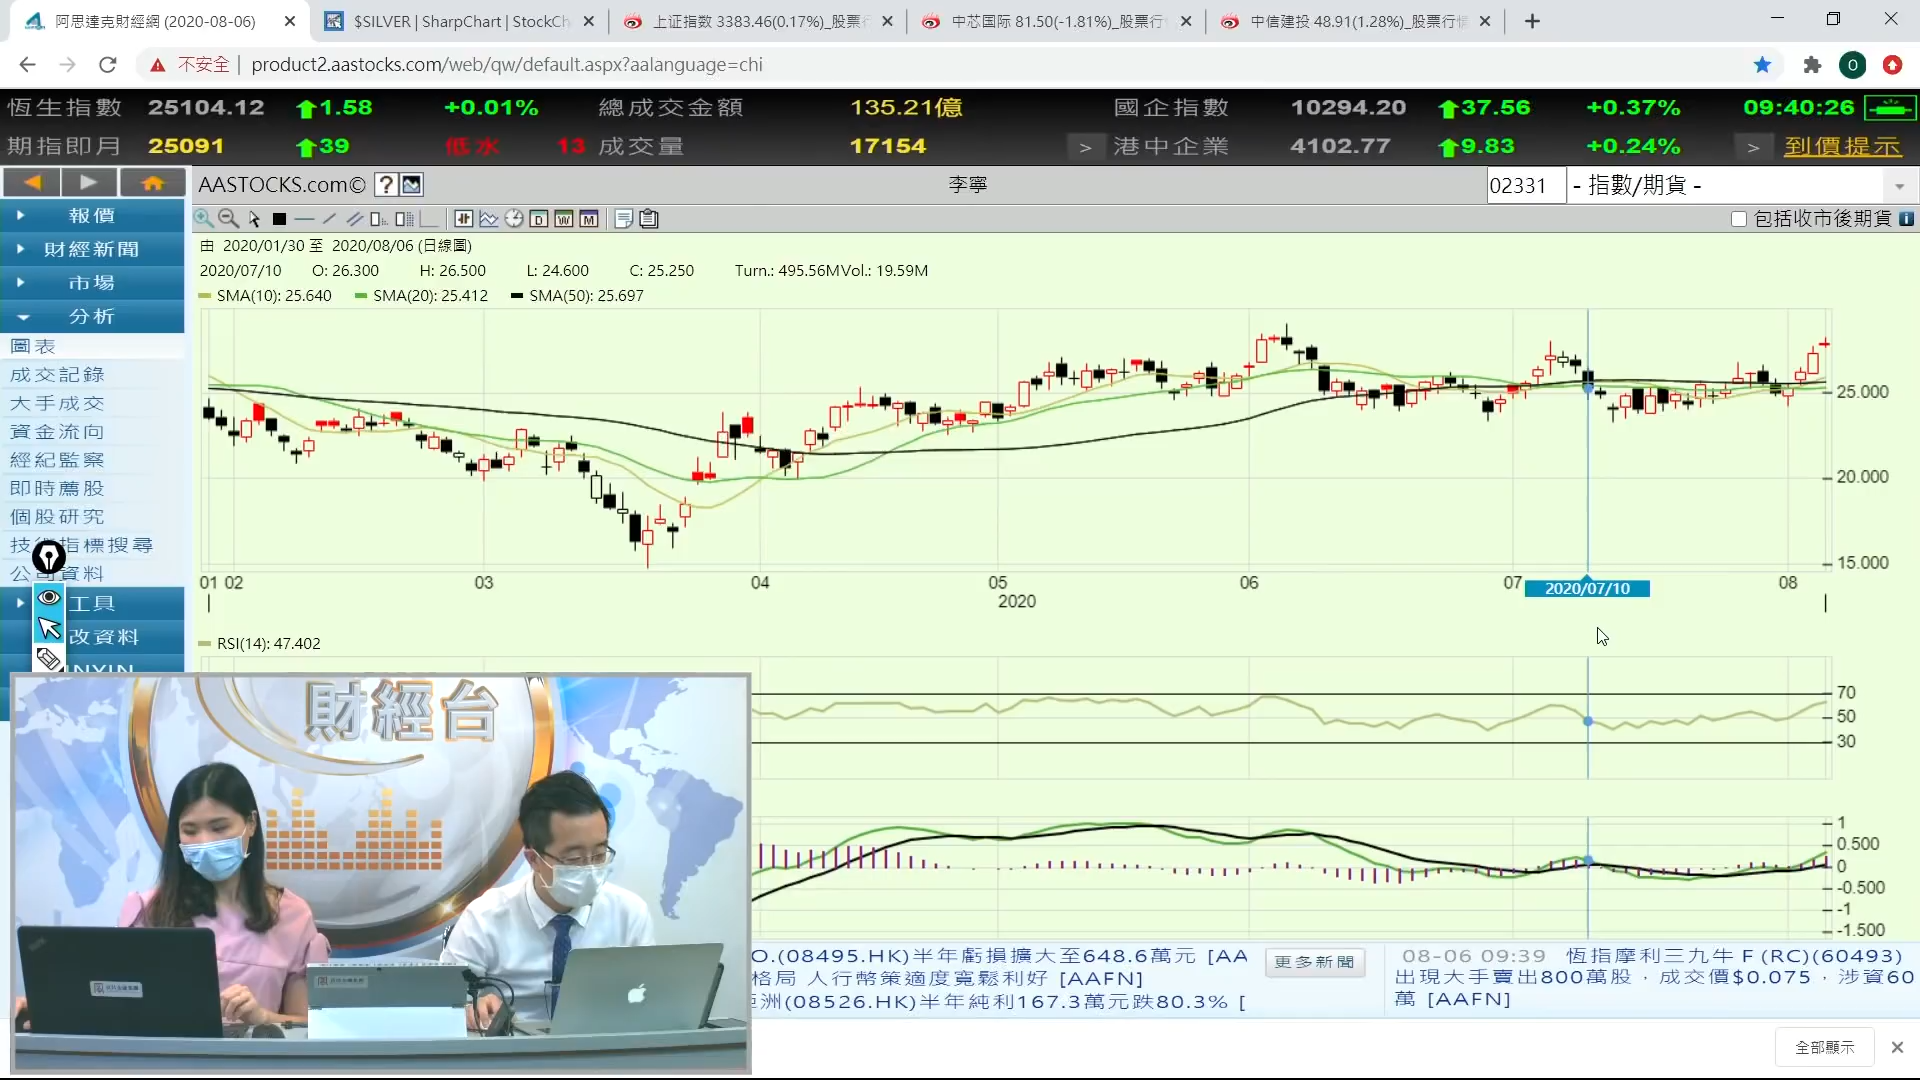 阿思達克財經網 (2020-08-06)
$SILVER | SharpChart | StockCh
上证指数 3383.46(0.17%)_股票行
中芯国际 81.50(-1.81%)_股票行
中信建投 48.91(1.28%)_股票行情
不安全 | product2.aastocks.com/web/qw/default.aspx?aalanguage=chi
O
恆生指數 25104.12 1.58 +0.01% 總成交金額 135.21億 國企指數 10294.20 37.56 +0.37% 09:40:26
期指即月 25091 39 低水 13 成交量 17154 > 港中企業 4102.77 9.83 +0.24% > 到價提示
AASTOCKS.com© ? 李寧 02331 - 指數/期貨 -
D W M 包括收市後期貨 i
報價
財經新聞
市場
分析
圖表
成交記錄
大手成交
資金流向
經紀監察
即時薦股
個股研究
技術指標搜尋
公司資料
工具
改資料
由 2020/01/30 至 2020/08/06 (日線圖)
2020/07/10 O: 26.300 H: 26.500 L: 24.600 C: 25.250 Turn.: 495.56MVol.: 19.59M
SMA(10): 25.640 SMA(20): 25.412 SMA(50): 25.697
25.000
20.000
15.000
01 02 03 04 05 06 07 08
2020/07/10
2020
RSI(14): 47.402
70
50
30
1
0.500
0
-0.500
-1
-1.500
財經台
O.(08495.HK)半年虧損擴大至648.6萬元 [AA
格局 人行幣策適度寬鬆利好 [AAFN]
洲(08526.HK)半年純利167.3萬元跌80.3% [
更多新聞
08-06 09:39 恆指摩利三九牛 F (RC)(60493)
出現大手賣出800萬股，成交價$0.075，涉資60
萬 [AAFN]
全部顯示